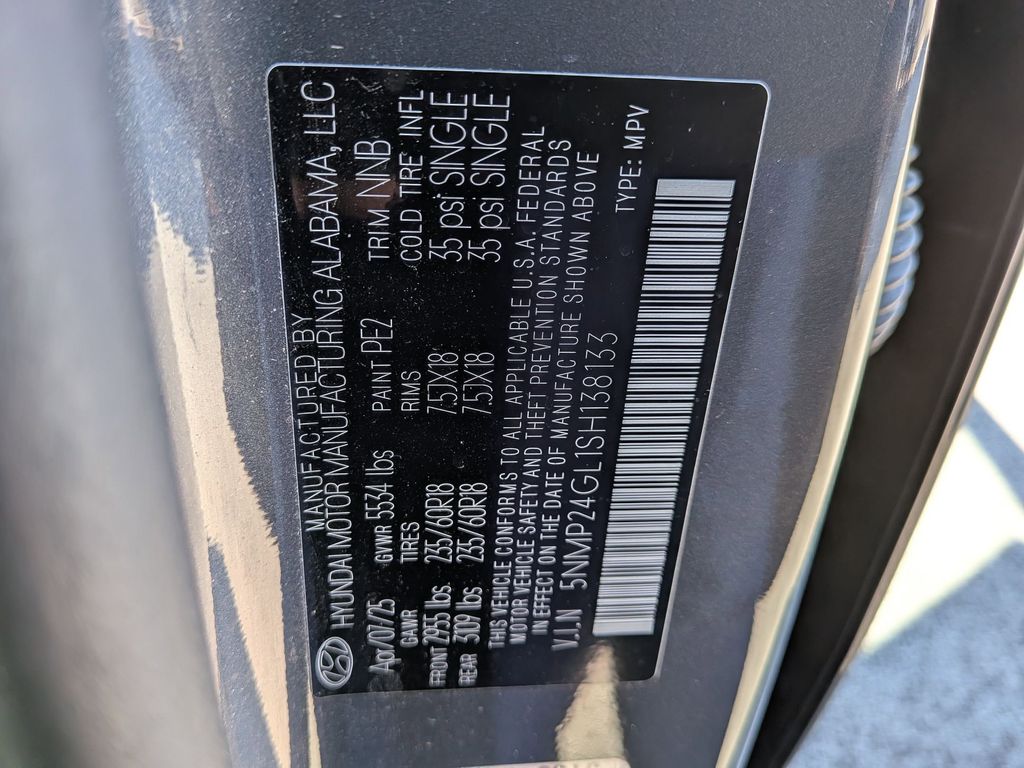 MANUFACTURED BY
HYUNDAI MOTOR MANUFACTURING ALABAMA, LLC
Apr/07/25 GVWR 5534 lbs PAINT PE2 TRIM NNB
GAWR TIRES RIMS COLD TIRE INFL
FRONT 2955 lbs 235/60R18 7.5JX18 35 psi SINGLE
REAR 3109 lbs 235/60R18 7.5JX18 35 psi SINGLE
THIS VEHICLE CONFORMS TO ALL APPLICABLE U.S.A. FEDERAL
MOTOR VEHICLE SAFETY AND THEFT PREVENTION STANDARDS
IN EFFECT ON THE DATE OF MANUFACTURE SHOWN ABOVE
V.I.N 5NMP24GL1SH138133 TYPE: MPV